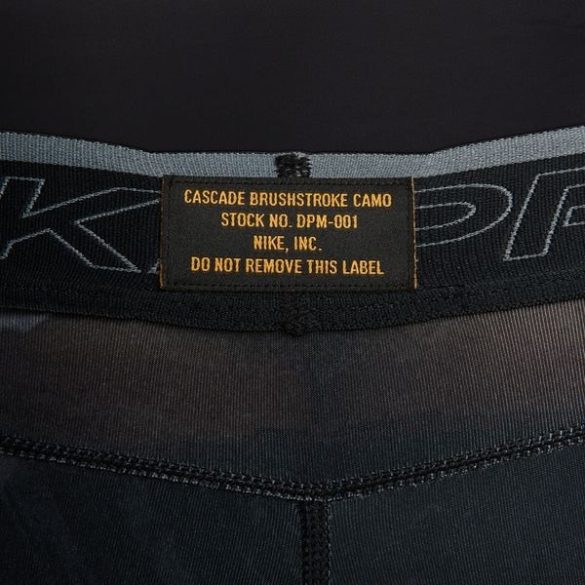 CASCADE BRUSHSTROKE CAMO
STOCK NO. DPM-001
NIKE, INC.
DO NOT REMOVE THIS LABEL